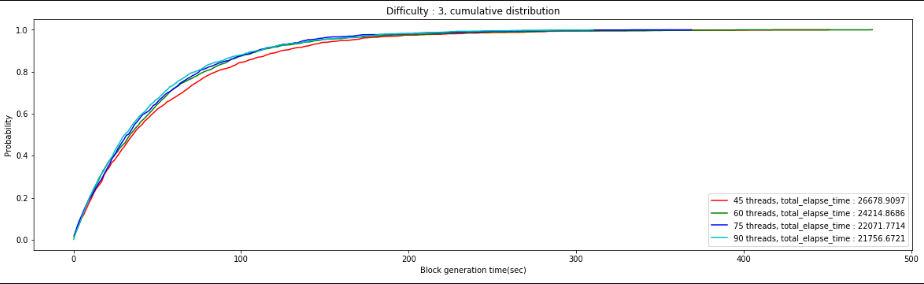 Difficulty : 3, cumulative distribution
1.0
0.8
0.6
0.4
0.2
0.0
Probability
45 threads, total_elapse_time : 26678.9097
60 threads, total_elapse_time : 24214.8686
75 threads, total_elapse_time : 22071.7714
90 threads, total_elapse_time : 21756.6721
0 100 200 300 400 500
Block generation time(sec)